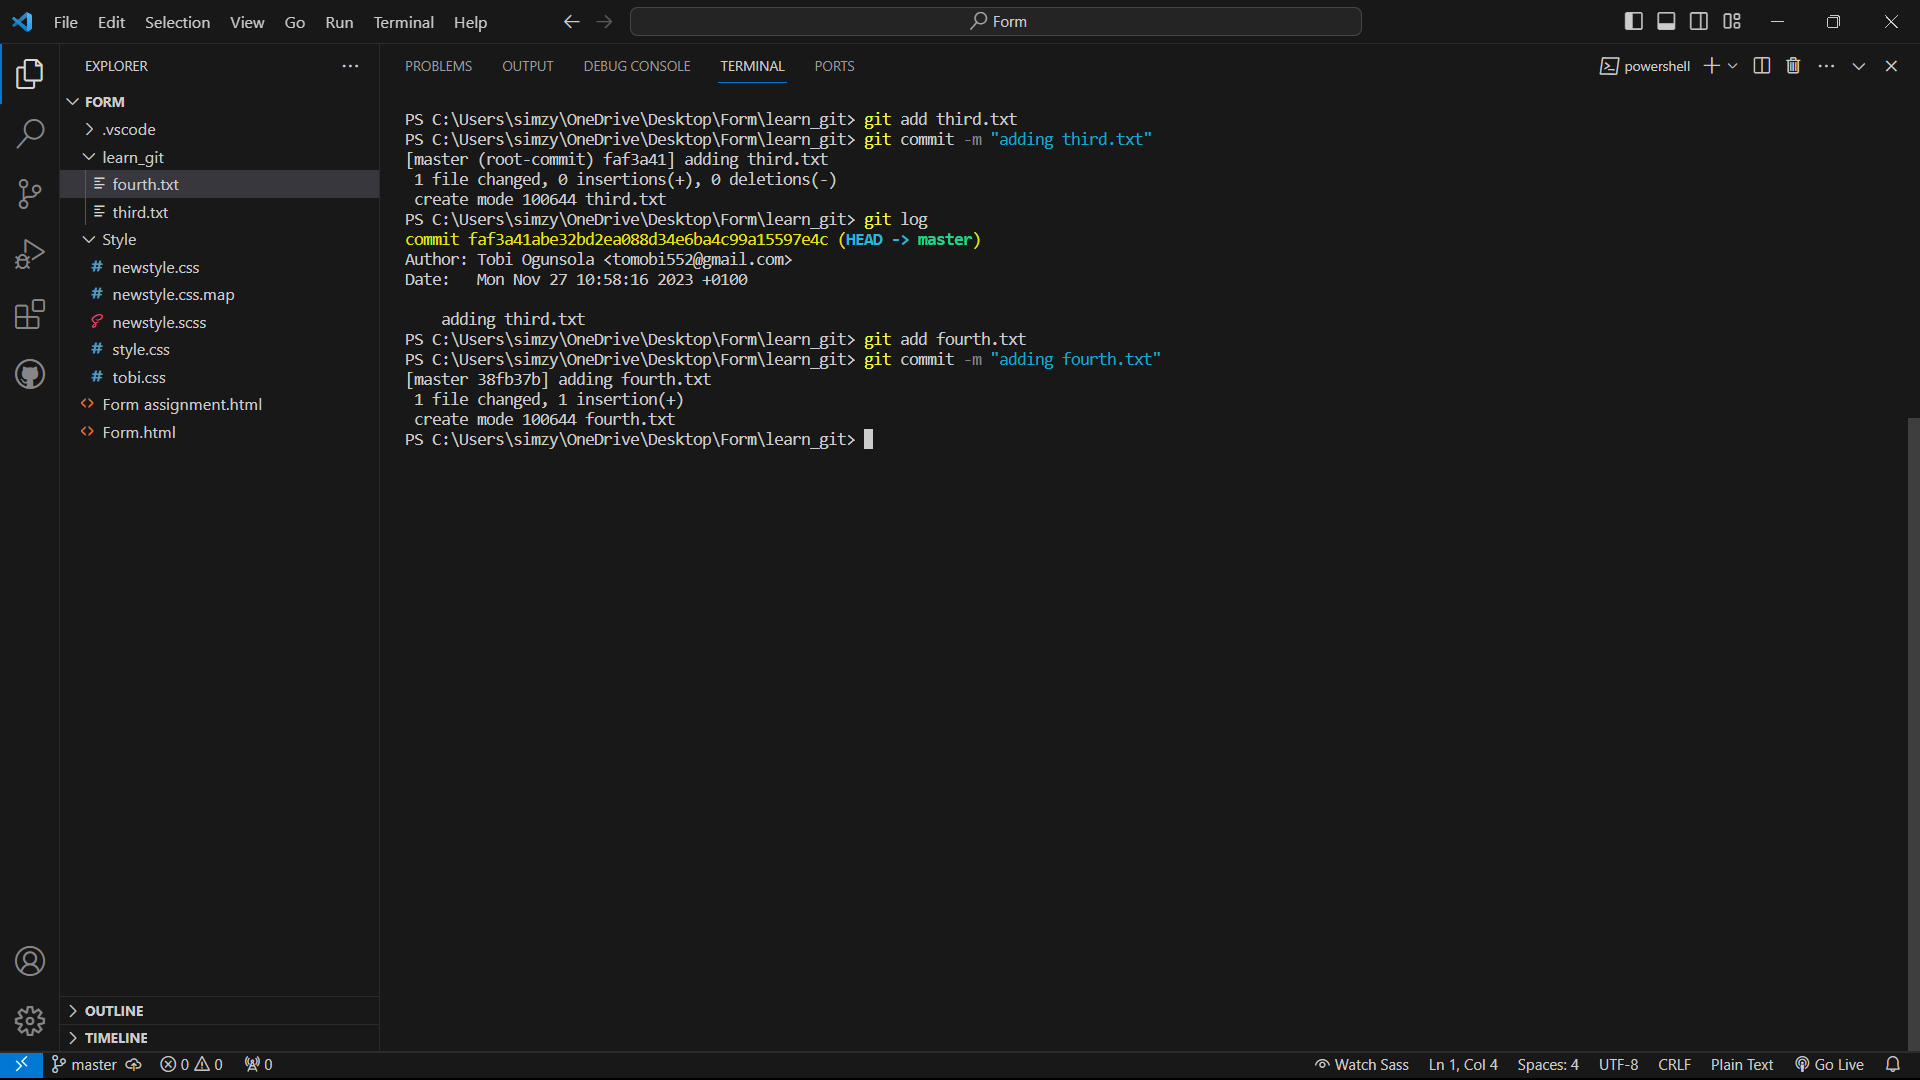 File Edit Selection View Go Run Terminal Help
Form
EXPLORER
FORM
.vscode
learn_git
fourth.txt
third.txt
Style
# newstyle.css
# newstyle.css.map
newstyle.scss
# style.css
# tobi.css
<> Form assignment.html
<> Form.html
OUTLINE
TIMELINE
PROBLEMS OUTPUT DEBUG CONSOLE TERMINAL PORTS
powershell
PS C:\Users\simzy\OneDrive\Desktop\Form\learn_git> git add third.txt
PS C:\Users\simzy\OneDrive\Desktop\Form\learn_git> git commit -m "adding third.txt"
[master (root-commit) faf3a41] adding third.txt
1 file changed, 0 insertions(+), 0 deletions(-)
create mode 100644 third.txt
PS C:\Users\simzy\OneDrive\Desktop\Form\learn_git> git log
commit faf3a41abe32bd2ea088d34e6ba4c99a15597e4c (HEAD -> master)
Author: Tobi Ogunsola <tomobi552@gmail.com>
Date:   Mon Nov 27 10:58:16 2023 +0100
adding third.txt
PS C:\Users\simzy\OneDrive\Desktop\Form\learn_git> git add fourth.txt
PS C:\Users\simzy\OneDrive\Desktop\Form\learn_git> git commit -m "adding fourth.txt"
[master 38fb37b] adding fourth.txt
1 file changed, 1 insertion(+)
create mode 100644 fourth.txt
PS C:\Users\simzy\OneDrive\Desktop\Form\learn_git>
master 0 0 0 Watch Sass Ln 1, Col 4 Spaces: 4 UTF-8 CRLF Plain Text Go Live